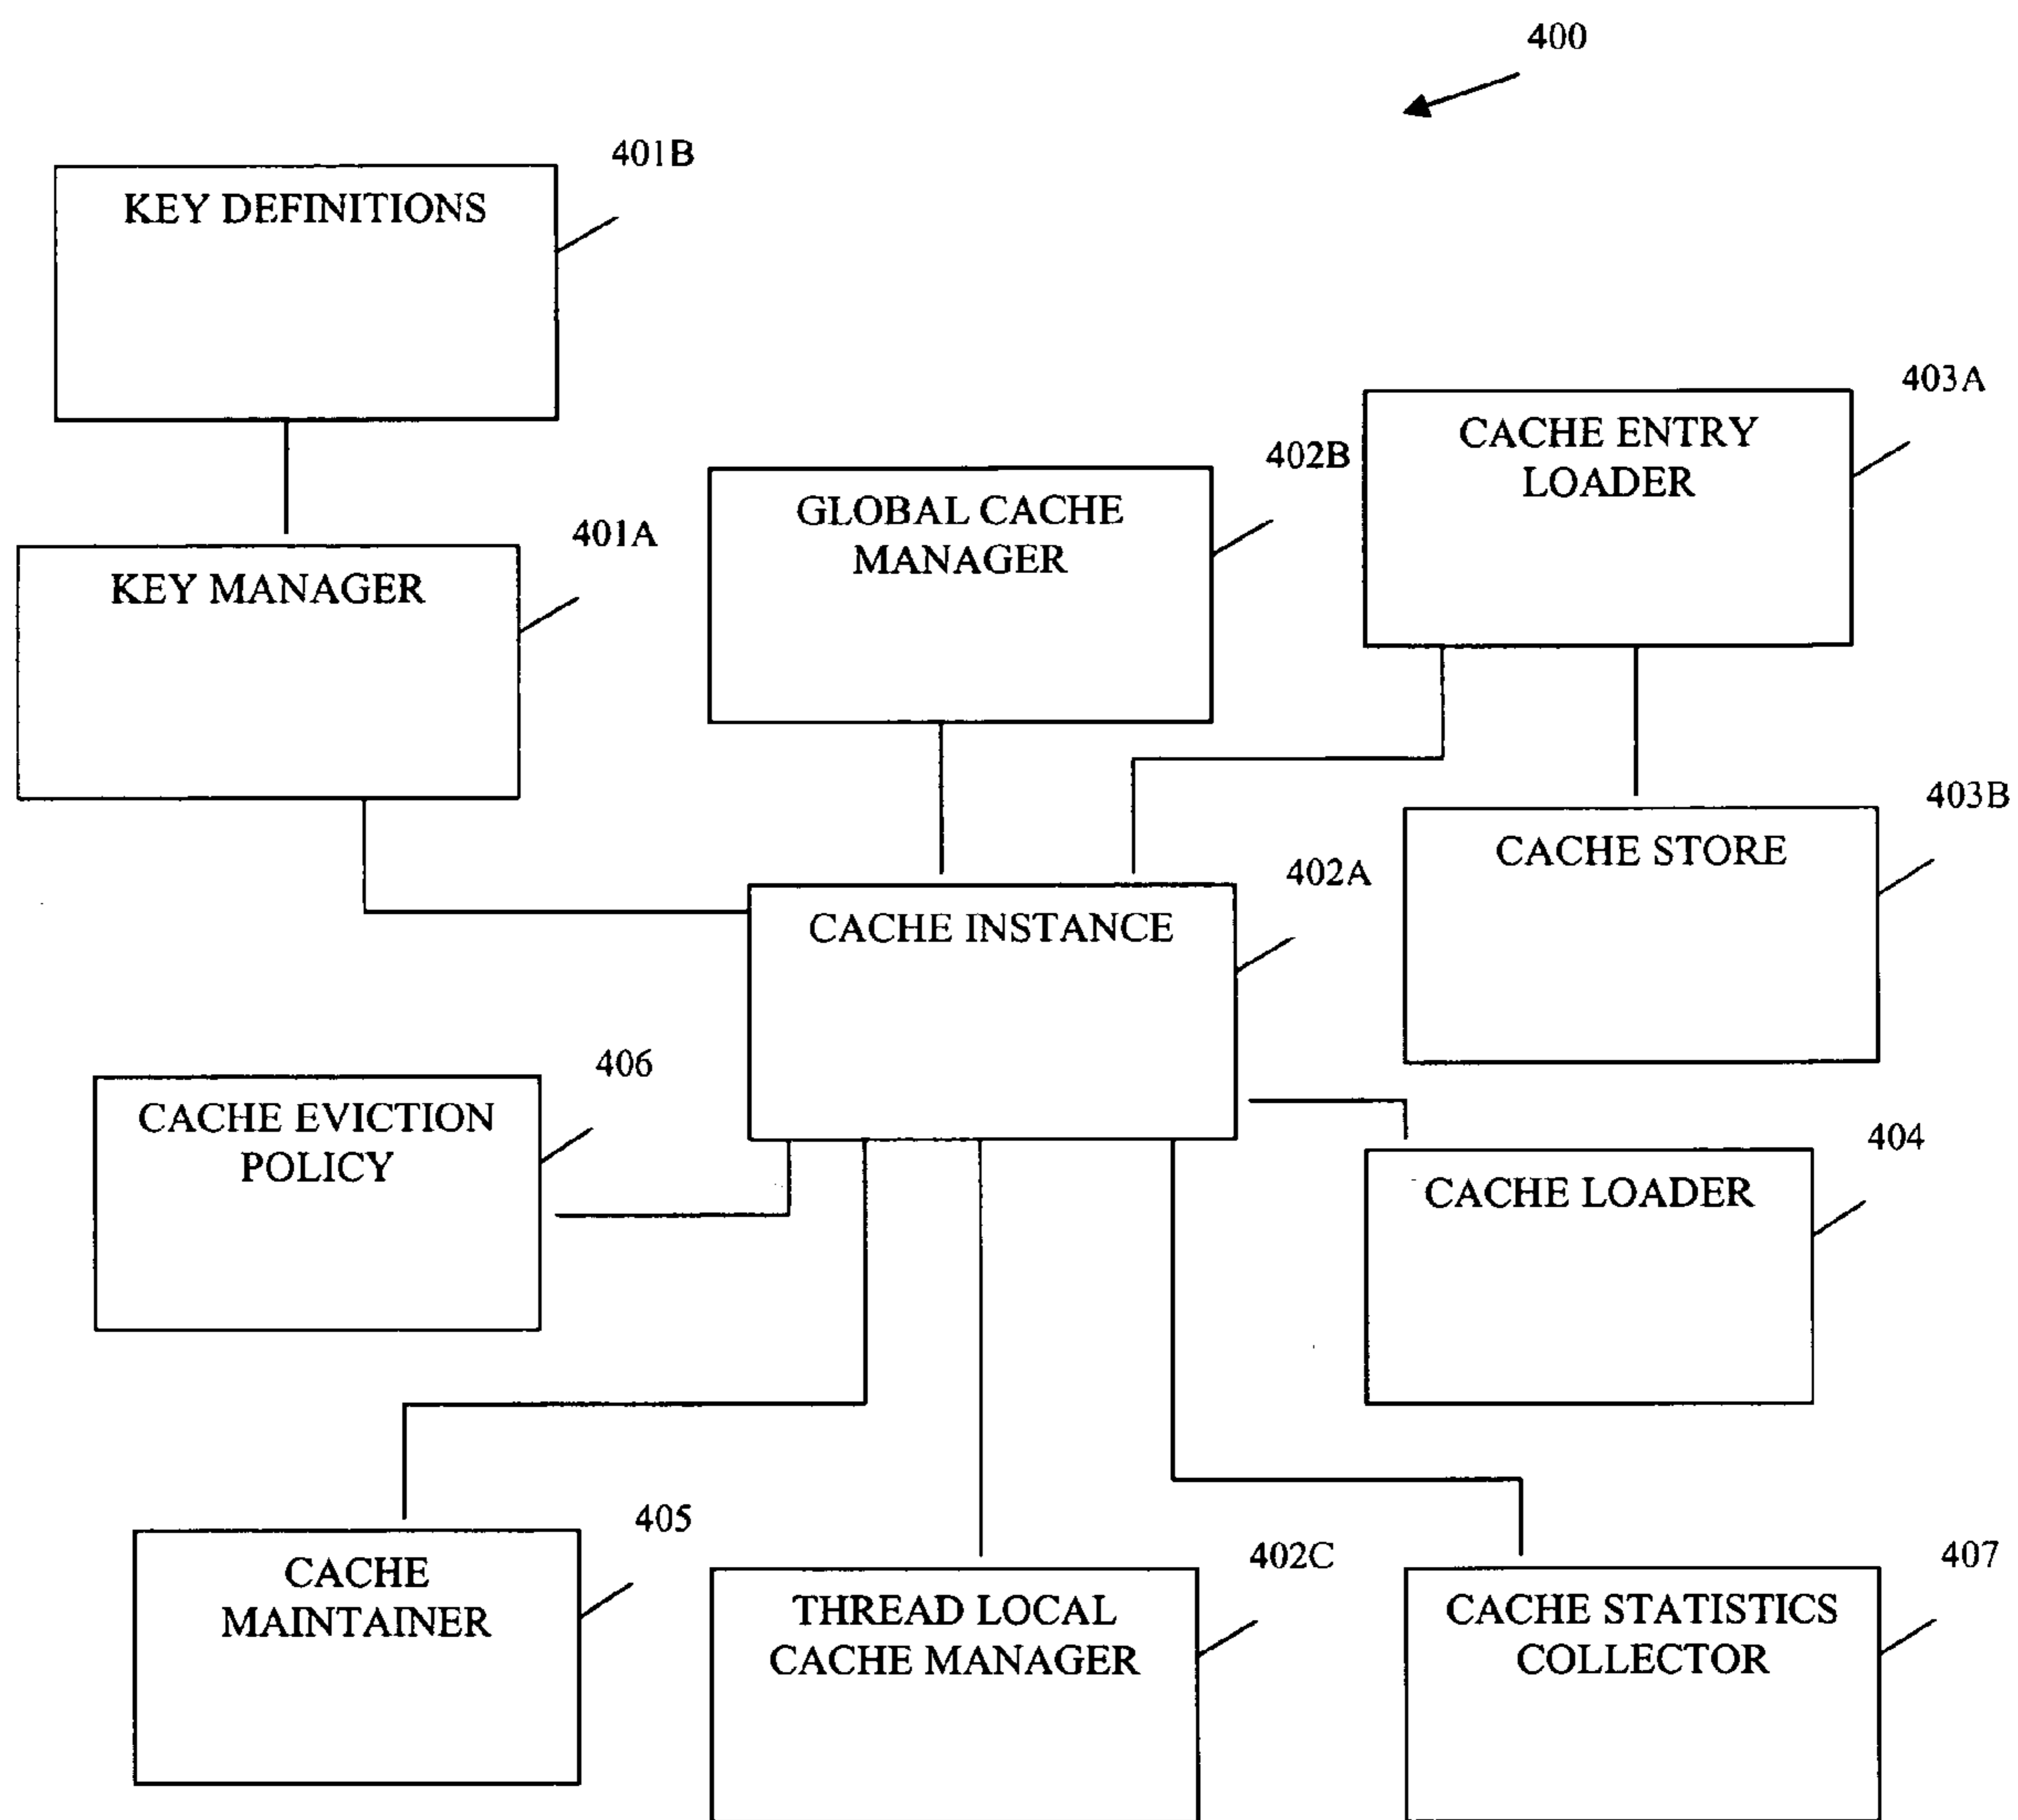 400
401B
KEY DEFINITIONS
403A
CACHE ENTRY
LOADER
402B
GLOBAL CACHE
MANAGER
401A
KEY MANAGER
403B
CACHE STORE
402A
CACHE INSTANCE
406
CACHE EVICTION
POLICY
404
CACHE LOADER
405
CACHE
MAINTAINER
402C
THREAD LOCAL
CACHE MANAGER
407
CACHE STATISTICS
COLLECTOR